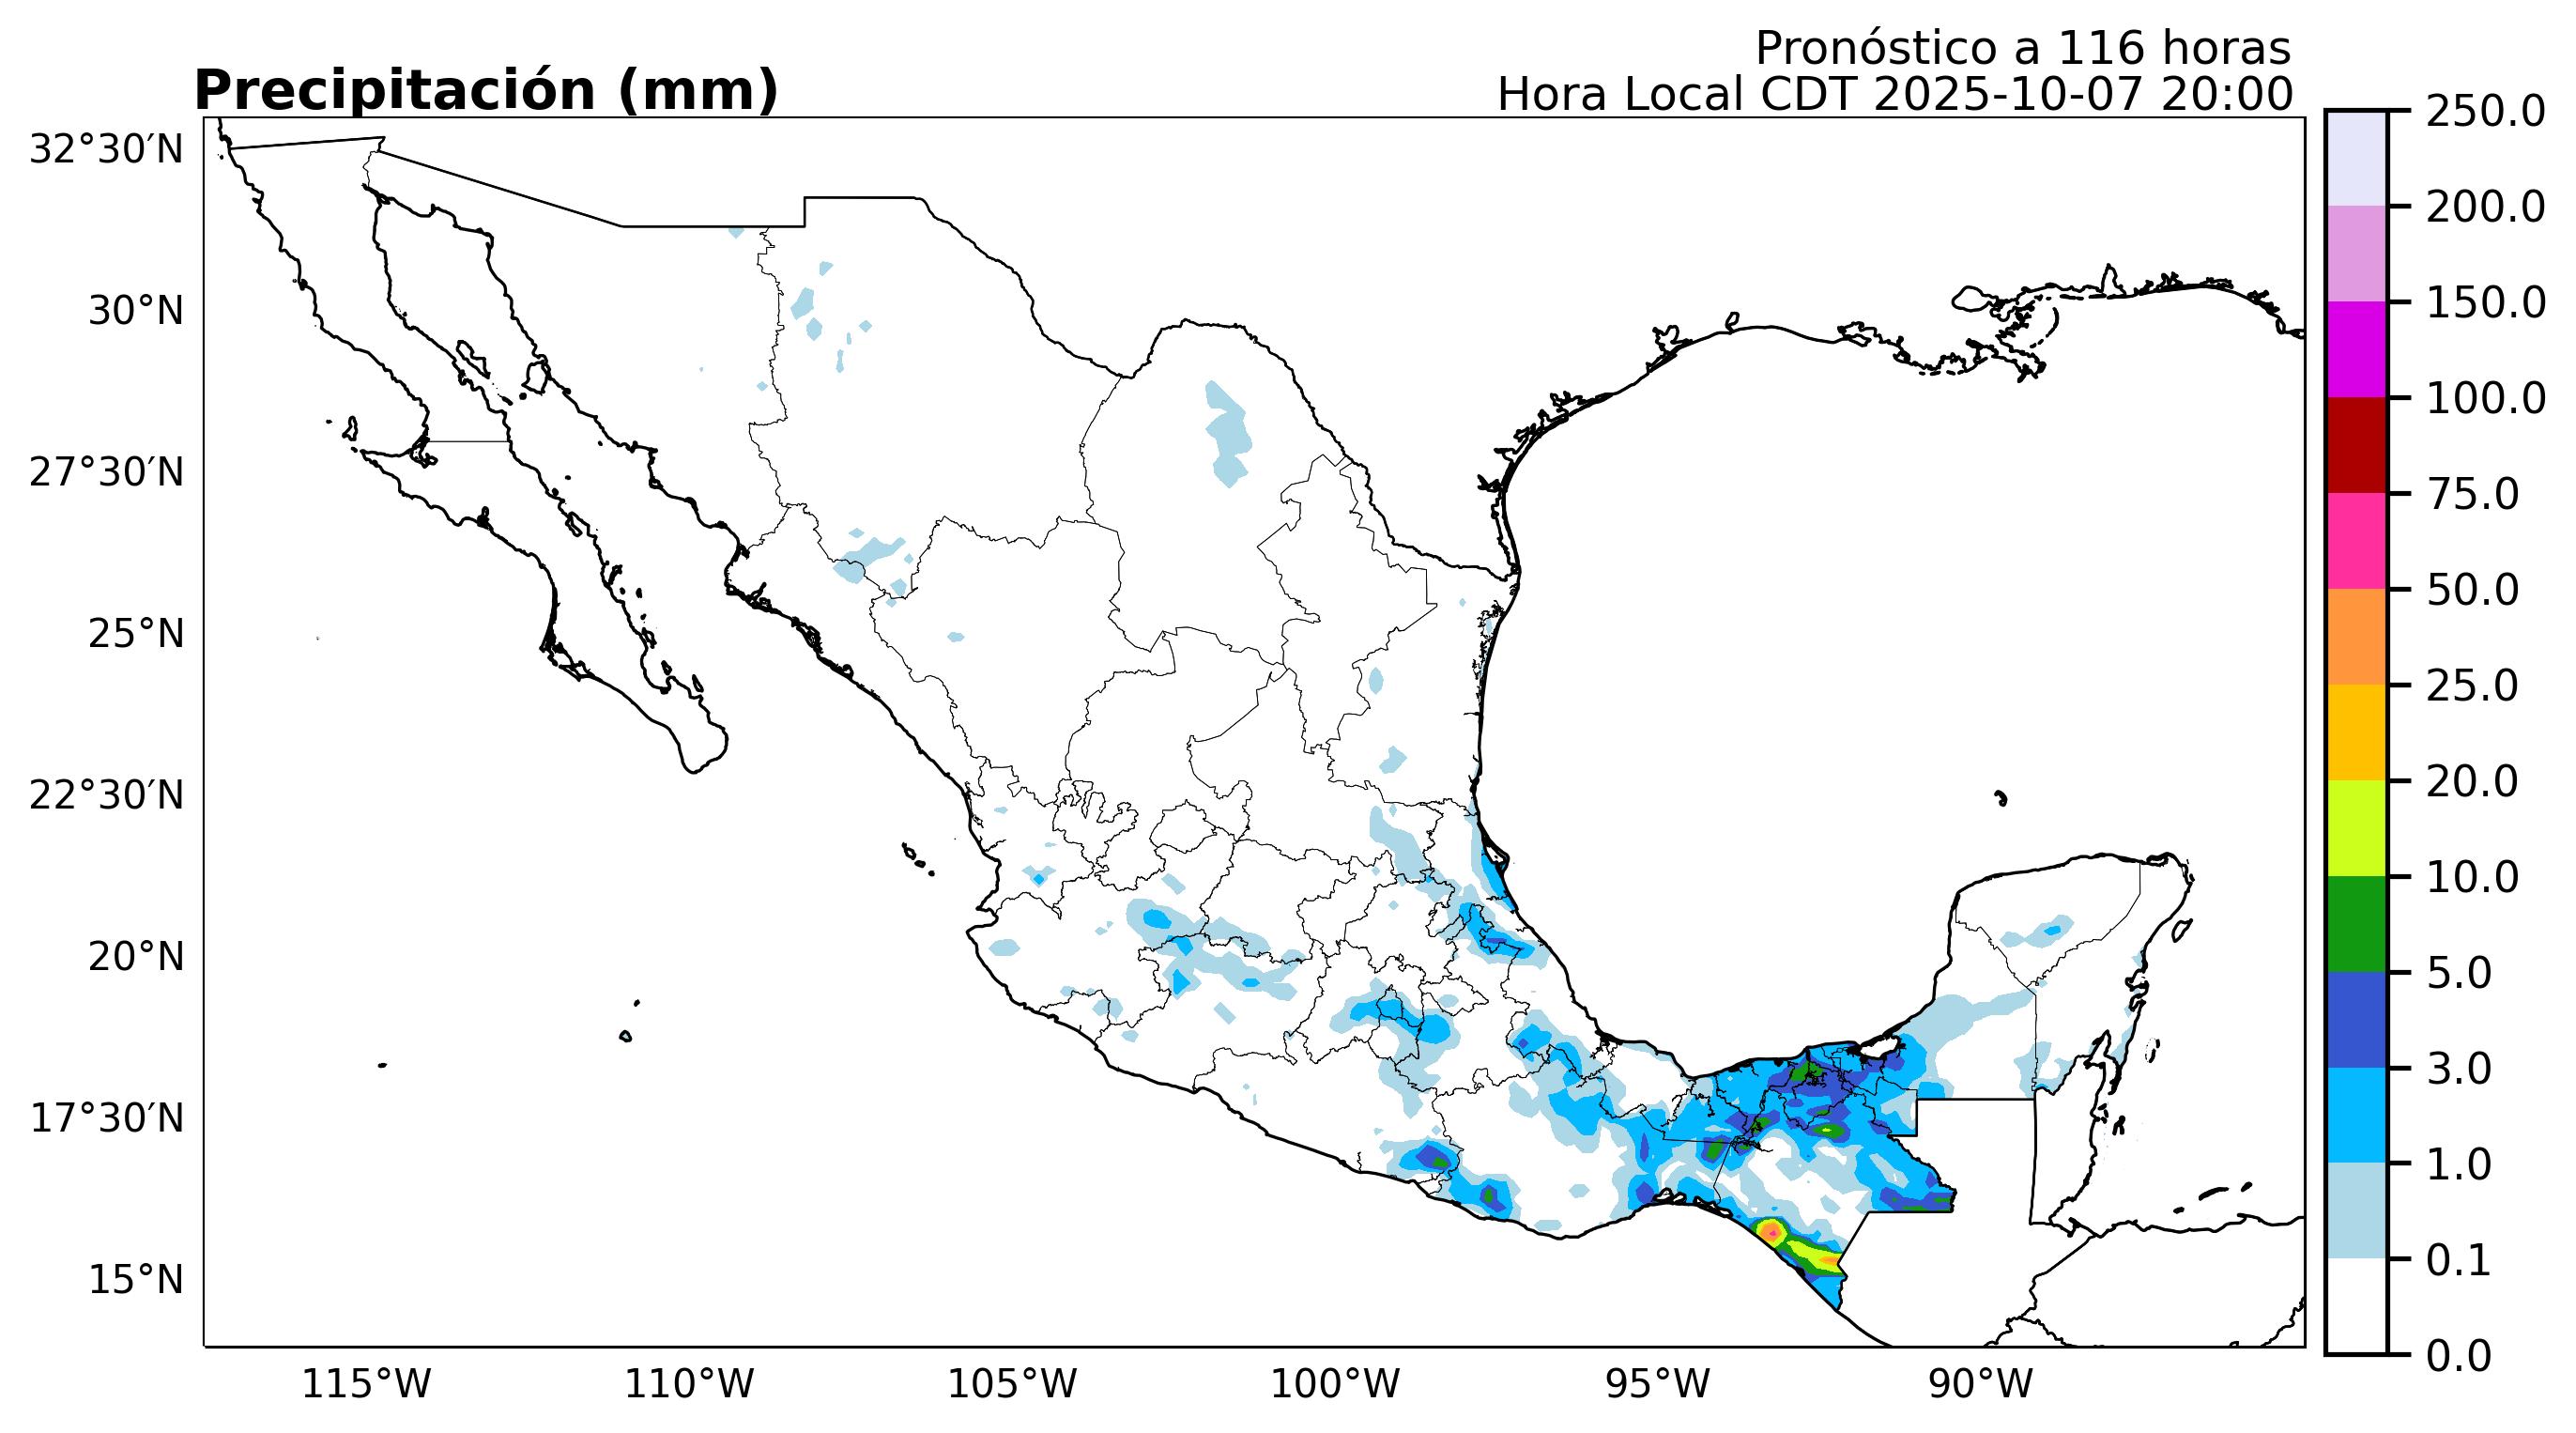 Pronóstico a 116 horas
Precipitación (mm)
Hora Local CDT 2025-10-07 20:00
32°30′N
30°N
27°30′N
25°N
22°30′N
20°N
17°30′N
15°N
115°W
110°W
105°W
100°W
95°W
90°W
250.0
200.0
150.0
100.0
75.0
50.0
25.0
20.0
10.0
5.0
3.0
1.0
0.1
0.0